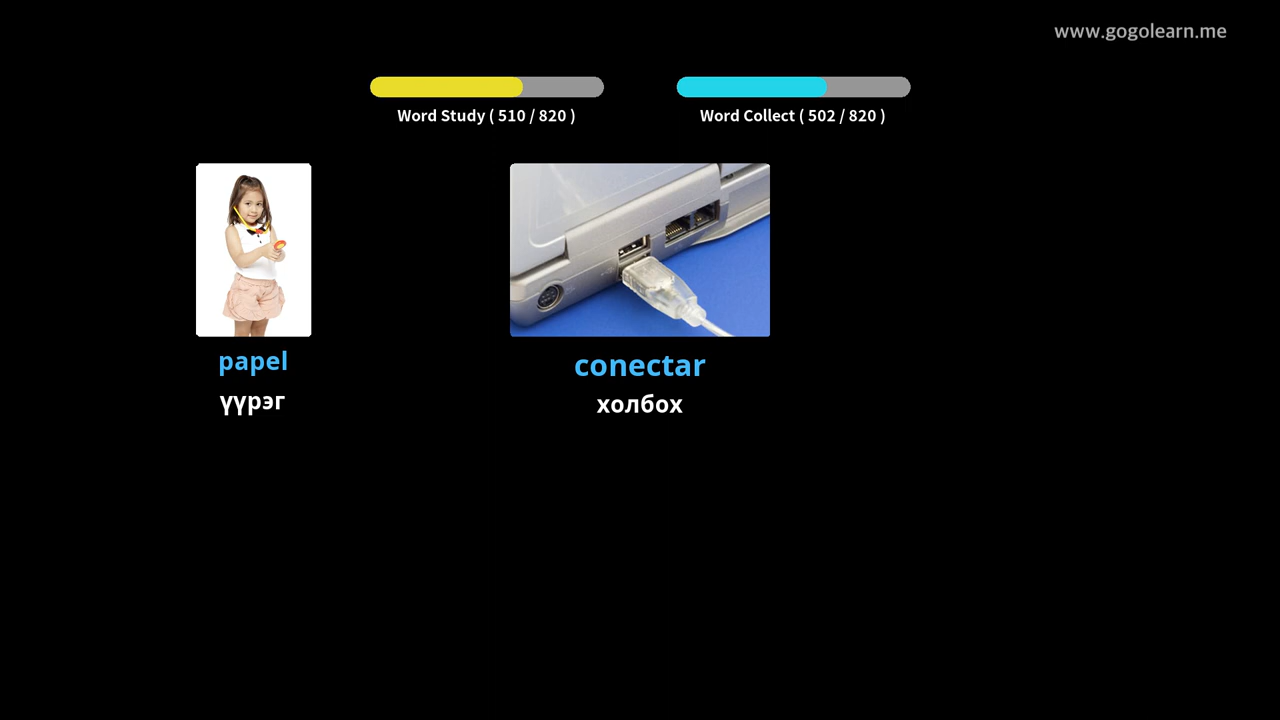 www.gogolearn.me
Word Study ( 510 / 820 )
Word Collect ( 502 / 820 )
papel
үүрэг
conectar
холбох